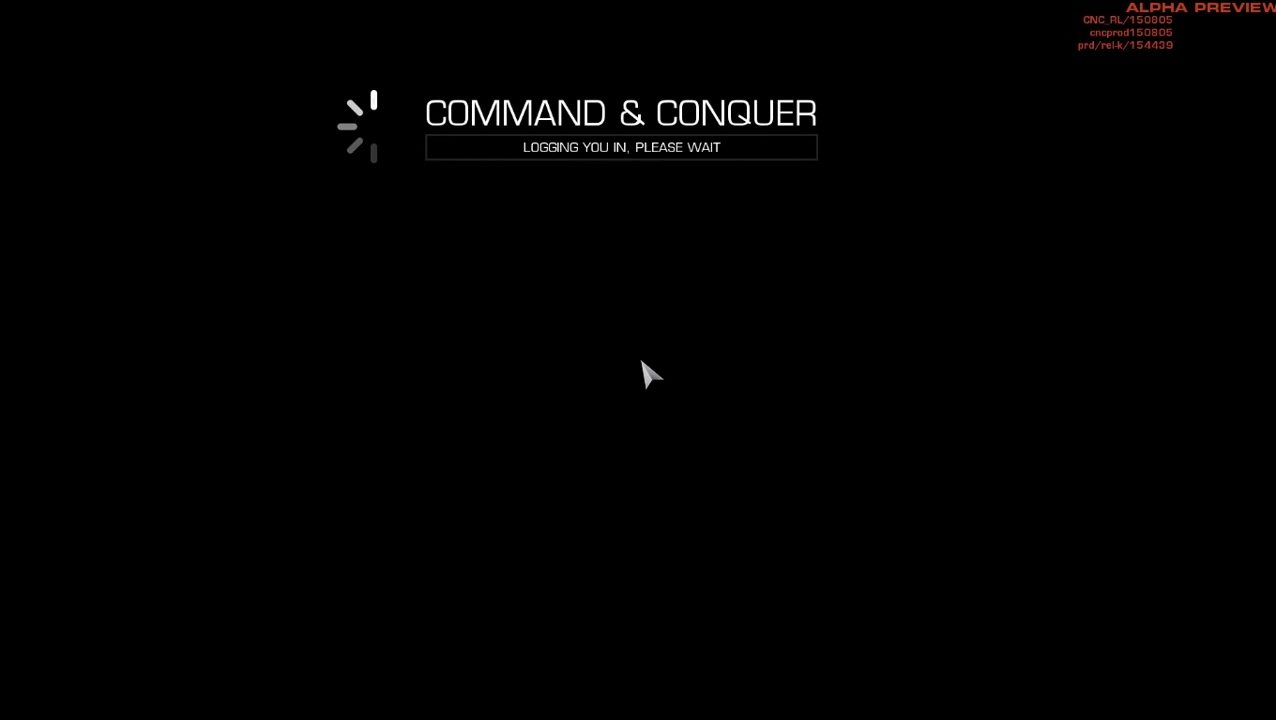 ALPHA PREVIEW
CNC_RL/150805
cncprod150805
prd/rel-k/154439
COMMAND & CONQUER
LOGGING YOU IN, PLEASE WAIT